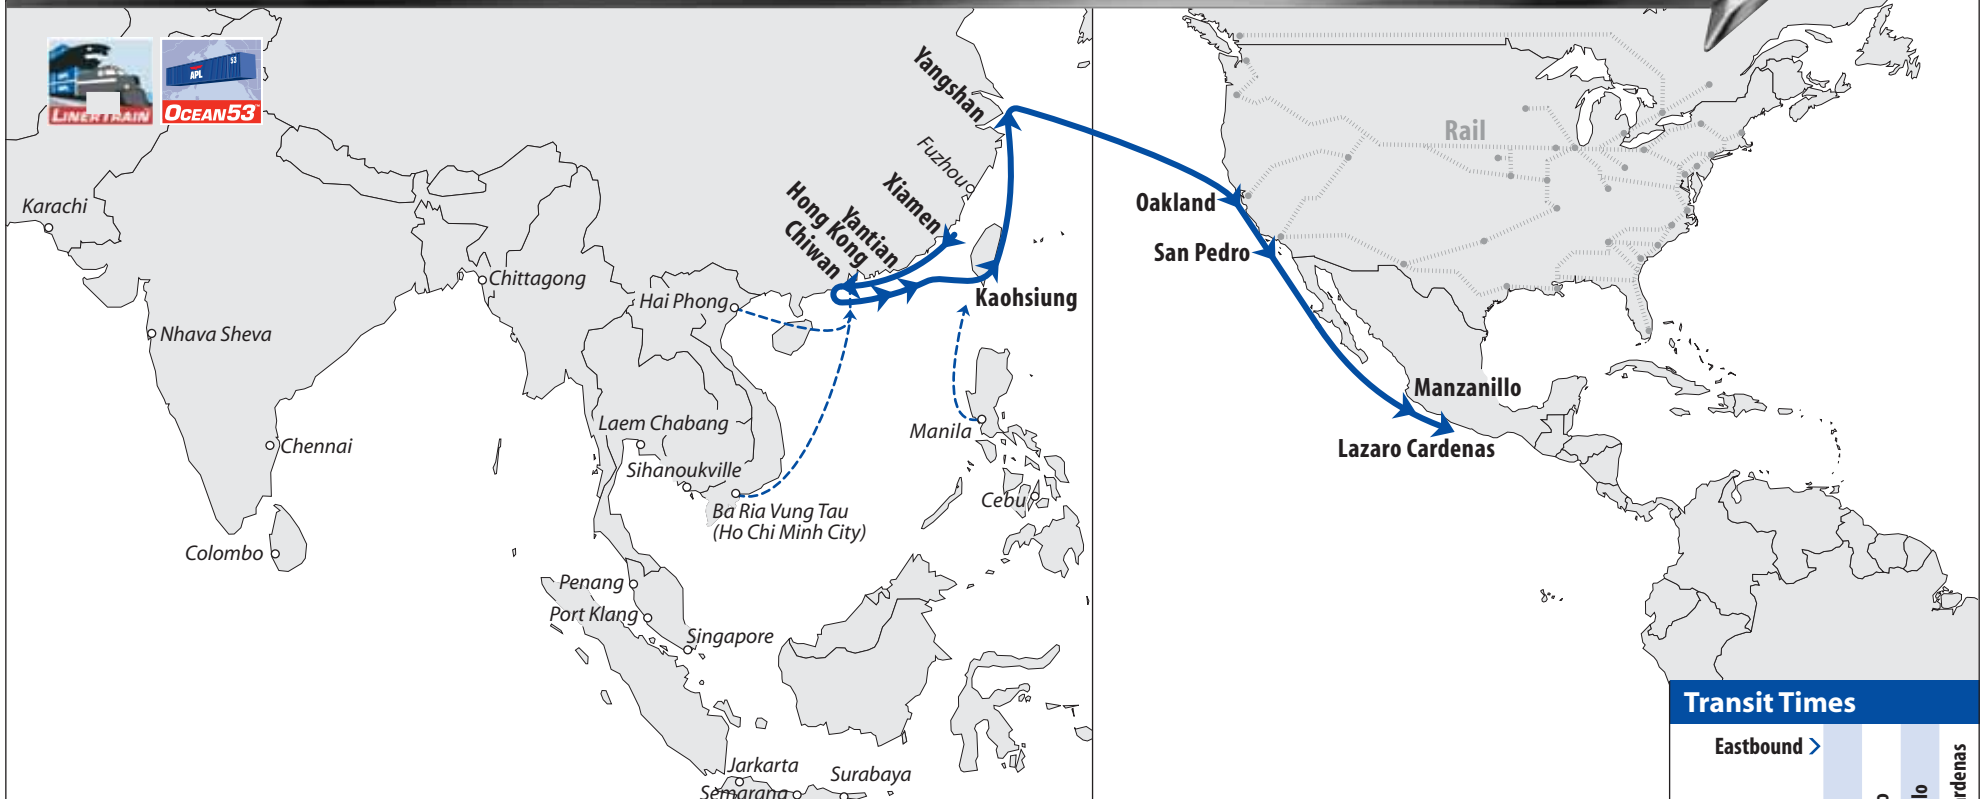 LINERTRAIN
APL
53
OCEAN53
Yangshan
Fuzhou
Xiamen
Yantian
Hong Kong
Chiwan
Kaohsiung
Karachi
Chittagong
Hai Phong
Nhava Sheva
Chennai
Laem Chabang
Sihanoukville
Manila
Cebu
Ba Ria Vung Tau
(Ho Chi Minh City)
Colombo
Penang
Port Klang
Singapore
Jarkarta
Surabaya
Semarang
Rail
Oakland
San Pedro
Manzanillo
Lazaro Cardenas
Transit Times
Eastbound >